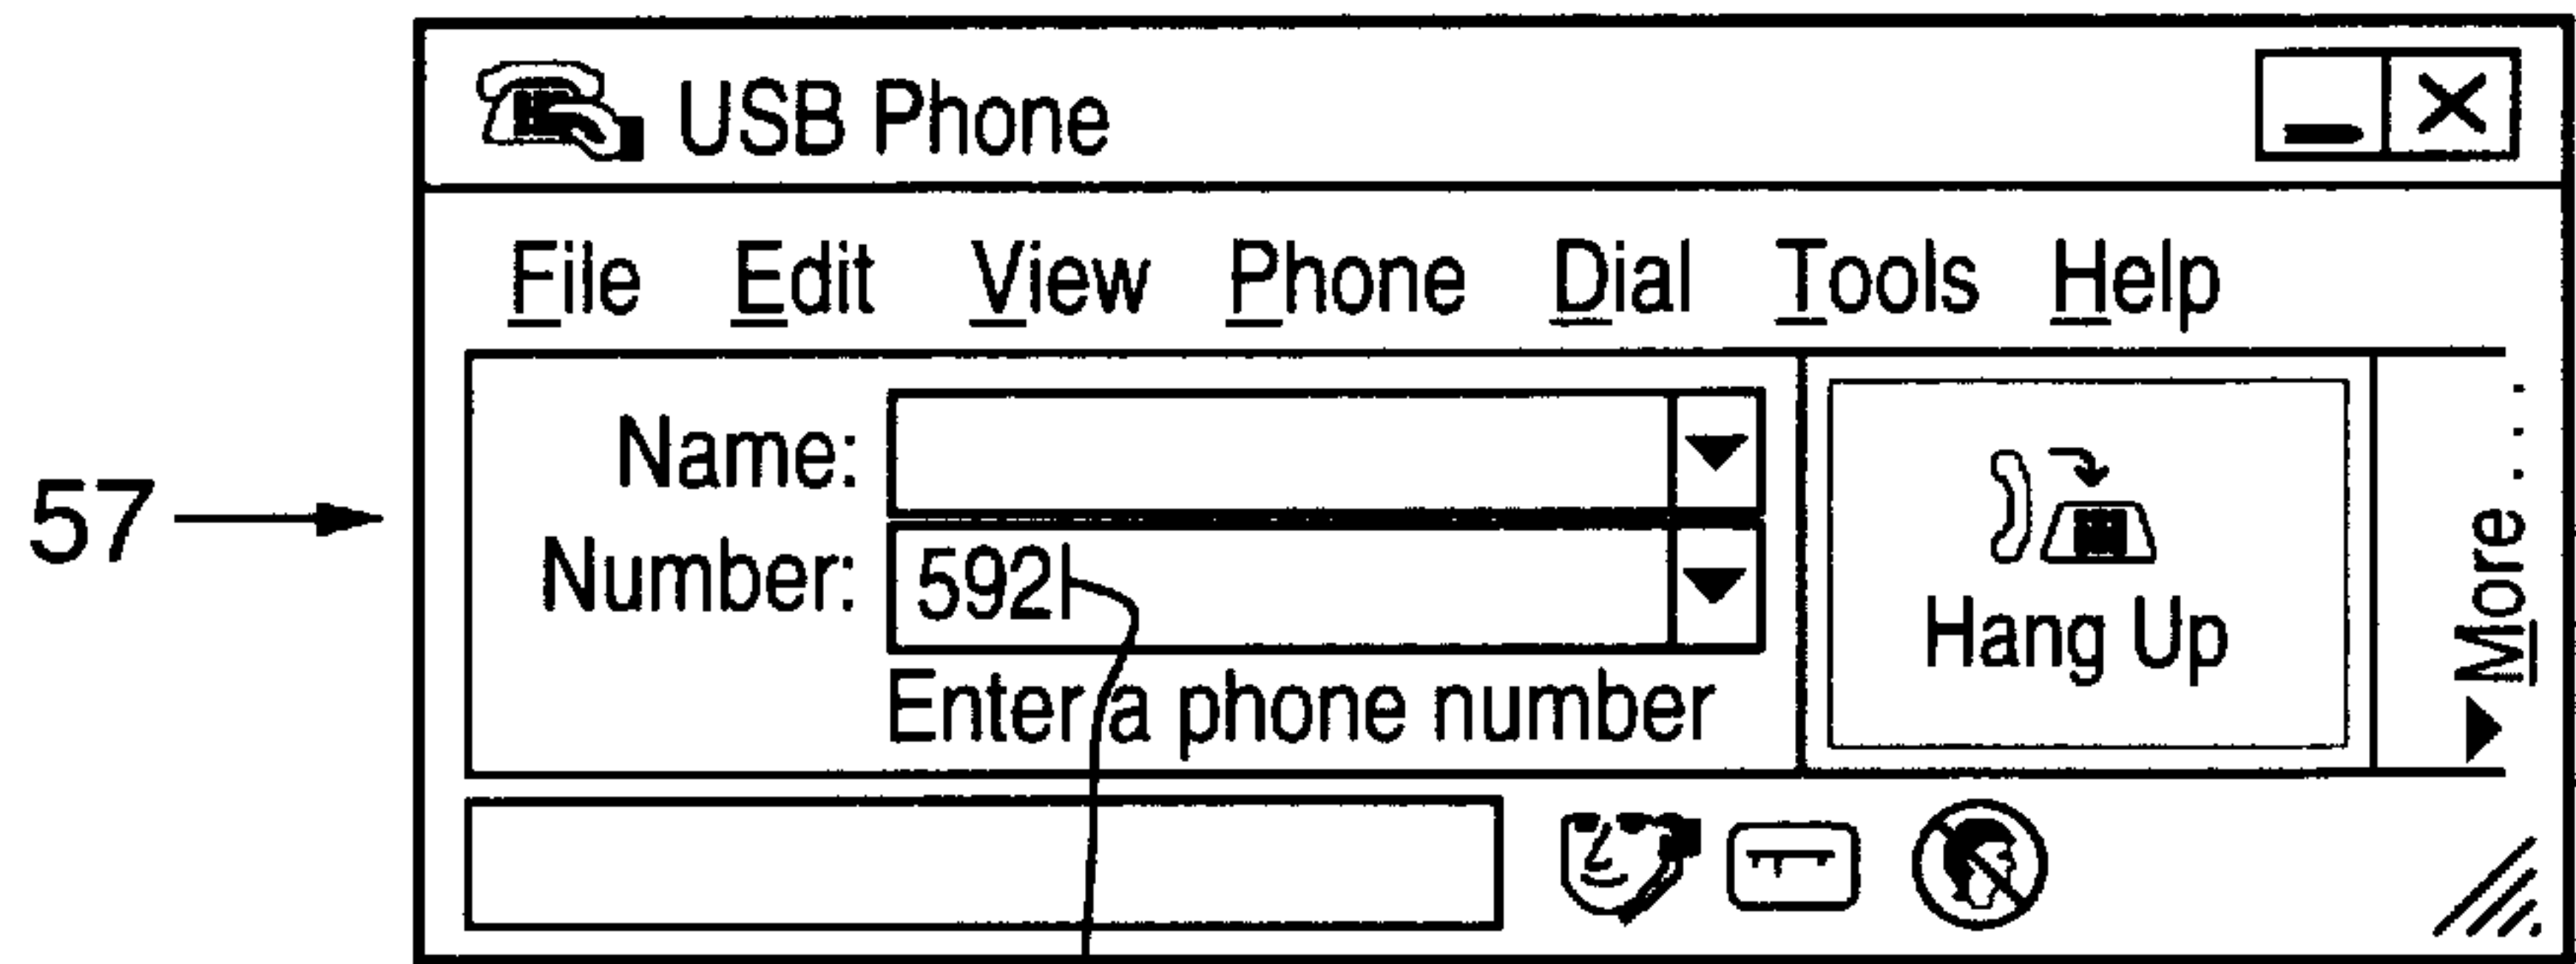 USB Phone
File Edit View Phone Dial Tools Help
Name:
57
Number: 592
Enter a phone number
Hang Up
More ...